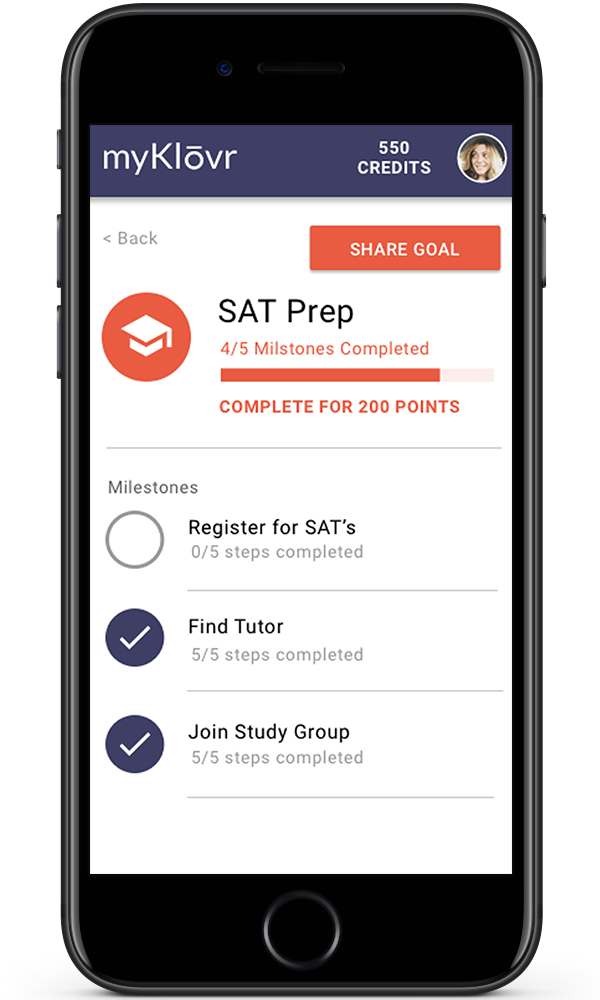 myKlōvr
550
CREDITS
< Back
SHARE GOAL
SAT Prep
4/5 Milstones Completed
COMPLETE FOR 200 POINTS
Milestones
Register for SAT’s
0/5 steps completed
Find Tutor
5/5 steps completed
Join Study Group
5/5 steps completed